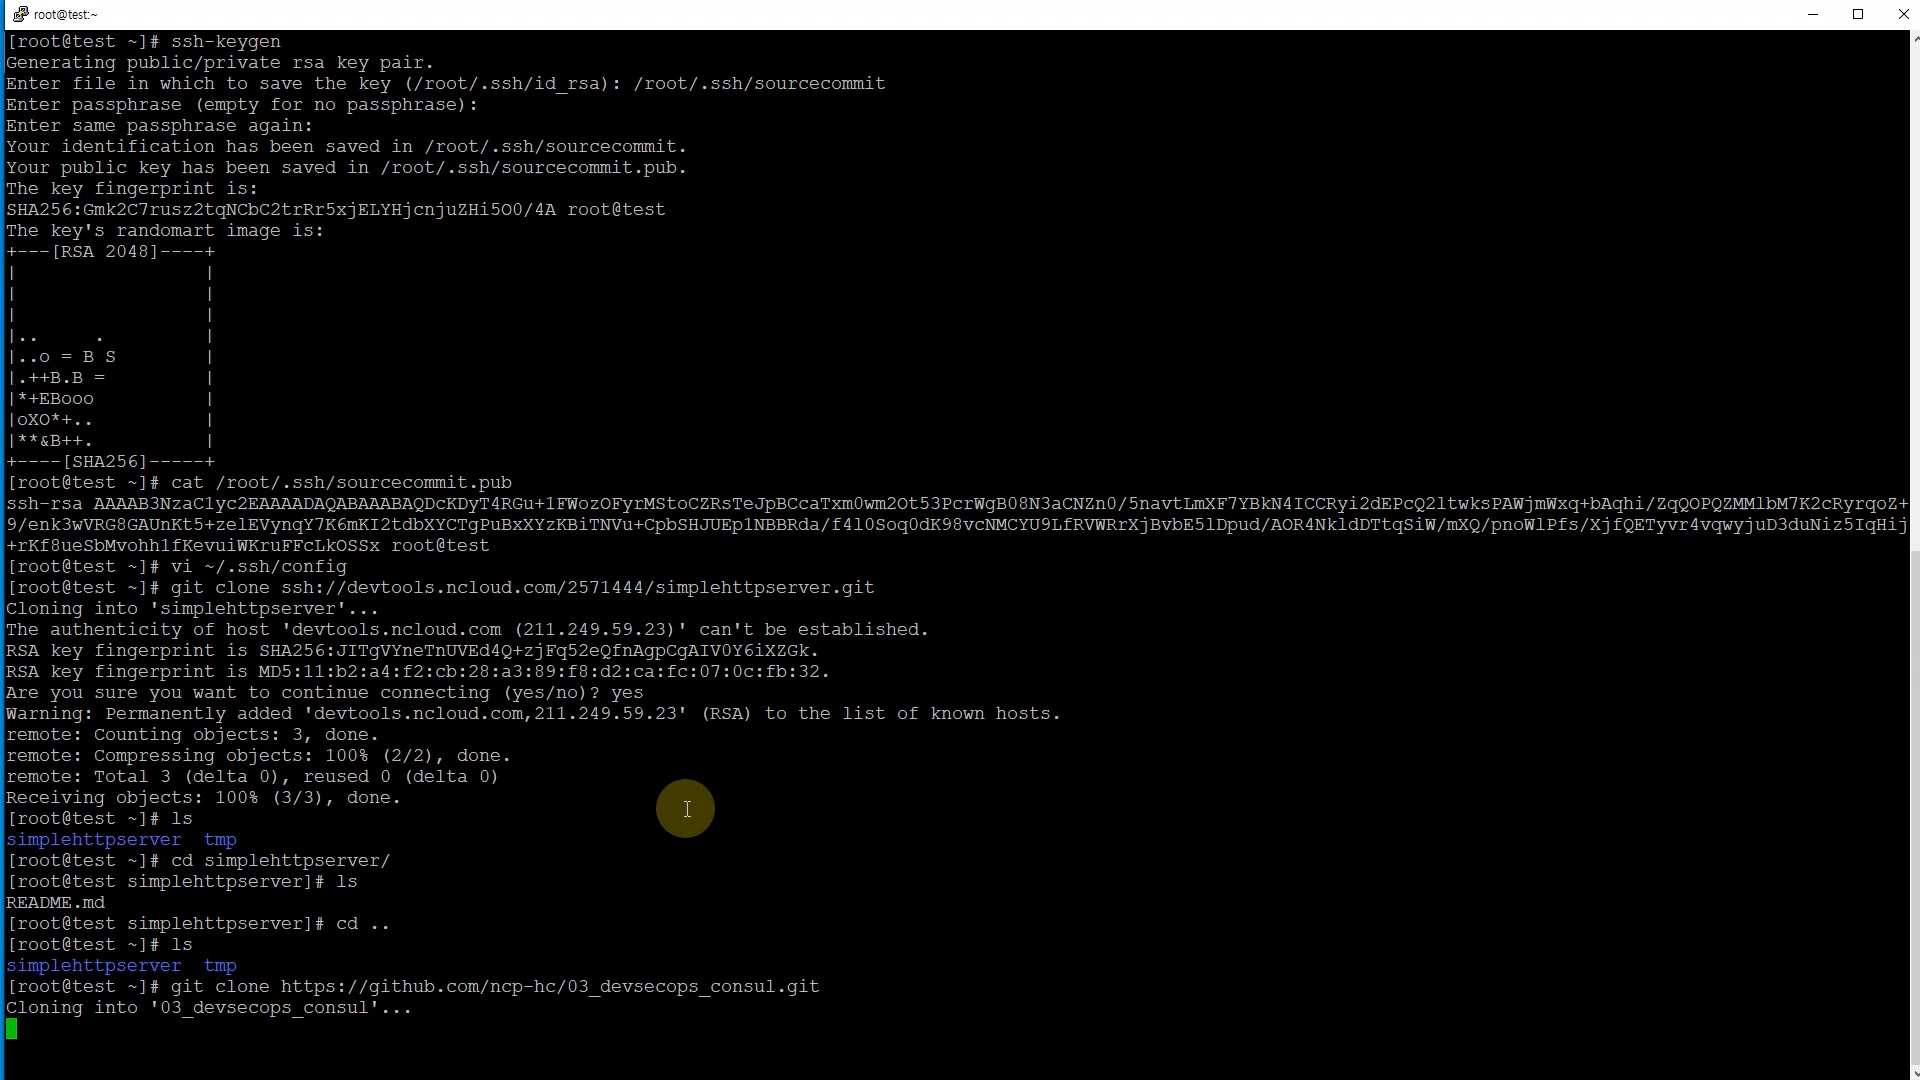 root@test:~
[root@test ~]# ssh-keygen
Generating public/private rsa key pair.
Enter file in which to save the key (/root/.ssh/id_rsa): /root/.ssh/sourcecommit
Enter passphrase (empty for no passphrase):
Enter same passphrase again:
Your identification has been saved in /root/.ssh/sourcecommit.
Your public key has been saved in /root/.ssh/sourcecommit.pub.
The key fingerprint is:
SHA256:Gmk2C7rusz2tqNCbC2trRr5xjELYHjcnjuZHi5O0/4A root@test
The key's randomart image is:
+---[RSA 2048]----+
|                 |
|                 |
|                 |
|..     .         |
|..o = B S        |
|.++B.B =         |
|*+EBooo          |
|oXO*+..          |
|**&B++.          |
+----[SHA256]-----+
[root@test ~]# cat /root/.ssh/sourcecommit.pub
ssh-rsa AAAAB3NzaC1yc2EAAAADAQABAAABAQDcKDyT4RGu+1FWozOFyrMStoCZRsTeJpBCcaTxm0wm2Ot53PcrWgB08N3aCNZn0/5navtLmXF7YBkN4ICCRyi2dEPcQ2ltwksPAWjmWxq+bAqhi/ZqQOPQZMMlbM7K2cRyrqoZ+
9/enk3wVRG8GAUnKt5+zelEVynqY7K6mKI2tdbXYCTgPuBxXYzKBiTNVu+CpbSHJUEp1NBBRda/f4l0Soq0dK98vcNMCYU9LfRVWRrXjBvbE5lDpud/AOR4NkldDTtqSiW/mXQ/pnoWlPfs/XjfQETyvr4vqwyjuD3duNiz5IqHij
+rKf8ueSbMvohh1fKevuiWKruFFcLkOSSx root@test
[root@test ~]# vi ~/.ssh/config
[root@test ~]# git clone ssh://devtools.ncloud.com/2571444/simplehttpserver.git
Cloning into 'simplehttpserver'...
The authenticity of host 'devtools.ncloud.com (211.249.59.23)' can't be established.
RSA key fingerprint is SHA256:JITgVYneTnUVEd4Q+zjFq52eQfnAgpCgAIV0Y6iXZGk.
RSA key fingerprint is MD5:11:b2:a4:f2:cb:28:a3:89:f8:d2:ca:fc:07:0c:fb:32.
Are you sure you want to continue connecting (yes/no)? yes
Warning: Permanently added 'devtools.ncloud.com,211.249.59.23' (RSA) to the list of known hosts.
remote: Counting objects: 3, done.
remote: Compressing objects: 100% (2/2), done.
remote: Total 3 (delta 0), reused 0 (delta 0)
Receiving objects: 100% (3/3), done.
[root@test ~]# ls
simplehttpserver  tmp
[root@test ~]# cd simplehttpserver/
[root@test simplehttpserver]# ls
README.md
[root@test simplehttpserver]# cd ..
[root@test ~]# ls
simplehttpserver  tmp
[root@test ~]# git clone https://github.com/ncp-hc/03_devsecops_consul.git
Cloning into '03_devsecops_consul'...